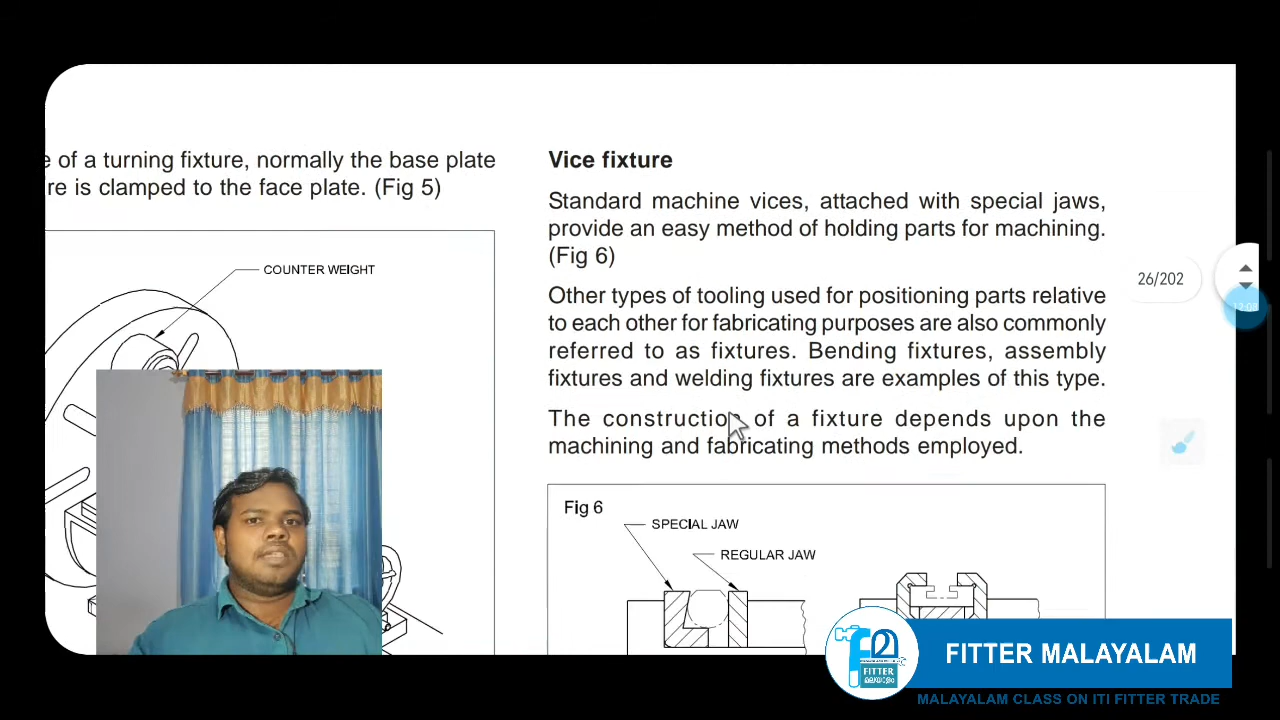 e of a turning fixture, normally the base plate
re is clamped to the face plate. (Fig 5)
COUNTER WEIGHT
Vice fixture
Standard machine vices, attached with special jaws,
provide an easy method of holding parts for machining.
(Fig 6)
Other types of tooling used for positioning parts relative
to each other for fabricating purposes are also commonly
referred to as fixtures. Bending fixtures, assembly
fixtures and welding fixtures are examples of this type.
The construction of a fixture depends upon the
machining and fabricating methods employed.
Fig 6
SPECIAL JAW
REGULAR JAW
26/202
FITTER
FITTER MALAYALAM
MALAYALAM CLASS ON ITI FITTER TRADE